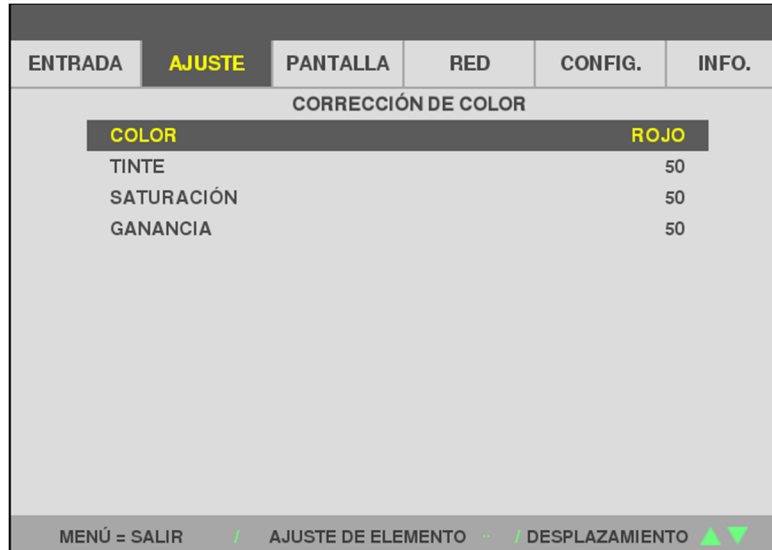 ENTRADA AJUSTE PANTALLA RED CONFIG. INFO.
CORRECCIÓN DE COLOR
COLOR ROJO
TINTE 50
SATURACIÓN 50
GANANCIA 50
MENÚ = SALIR / AJUSTE DE ELEMENTO / DESPLAZAMIENTO ▲▼